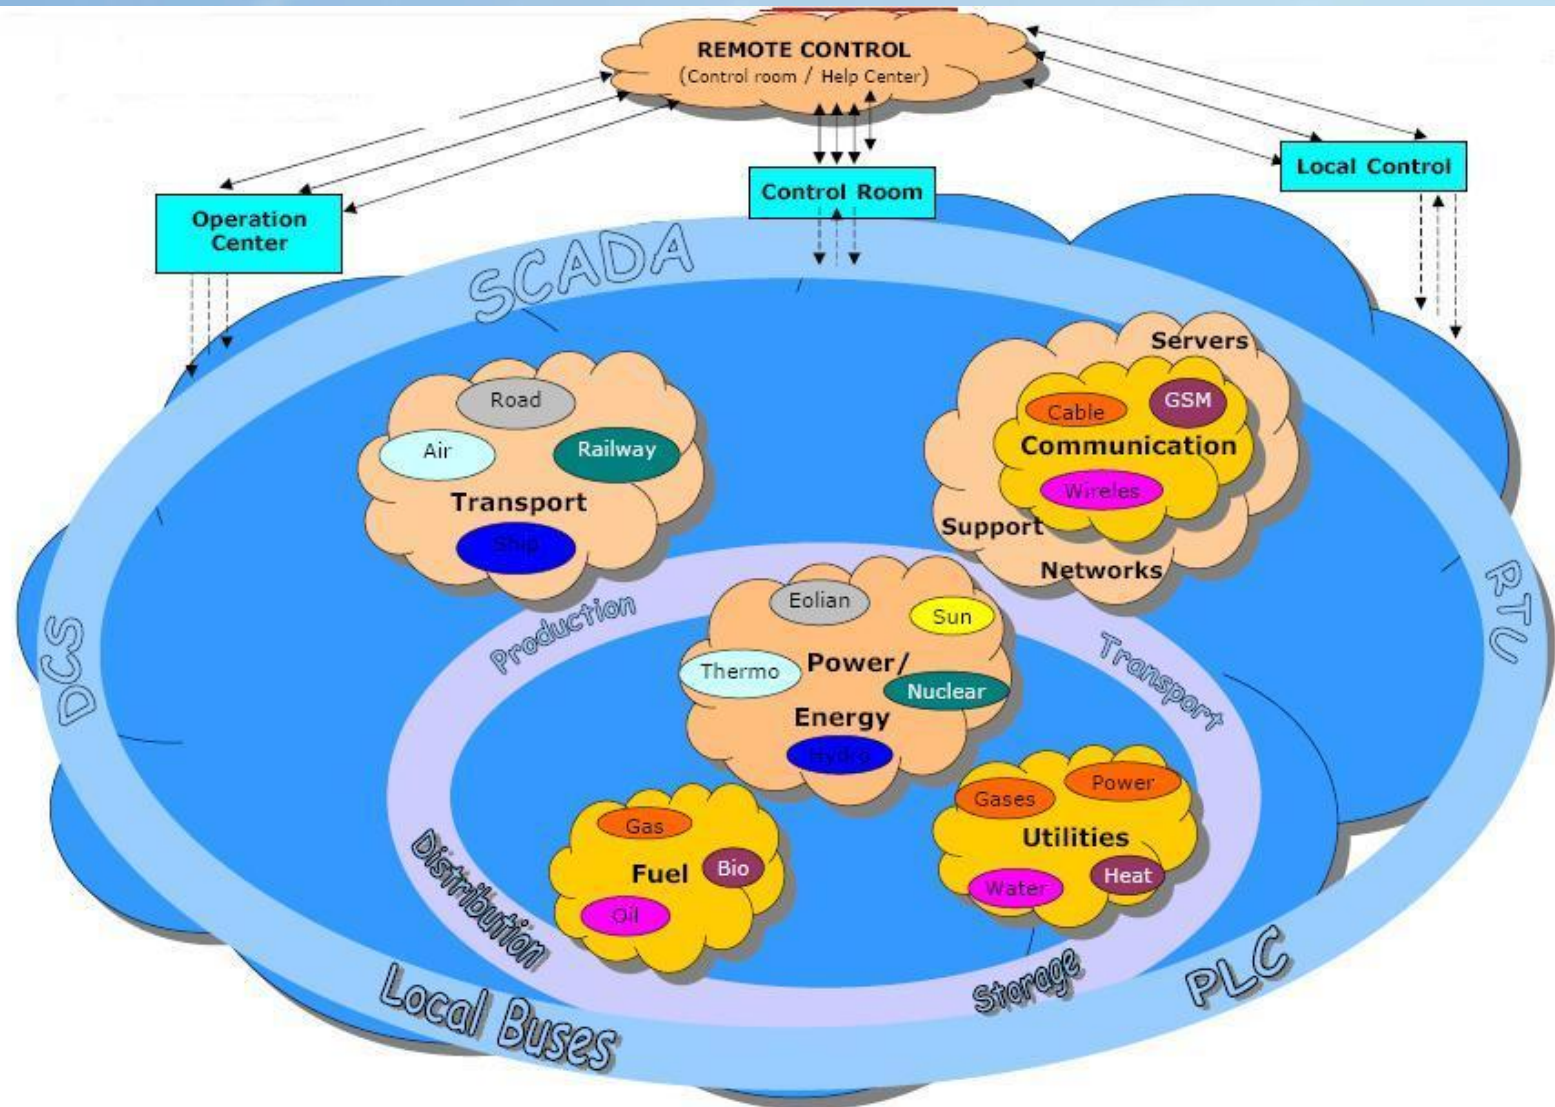 REMOTE CONTROL
(Control room / Help Center)
Operation
Center
Control Room
Local Control
SCADA
DCS
RTU
PLC
Local Buses
Road
Air
Railway
Transport
Ship
Servers
Cable
GSM
Communication
Wireles
Support
Networks
Production
Transport
Distribution
Storage
Eolian
Sun
Thermo
Power/
Nuclear
Energy
Hydro
Gas
Fuel
Bio
Oil
Gases
Power
Utilities
Water
Heat